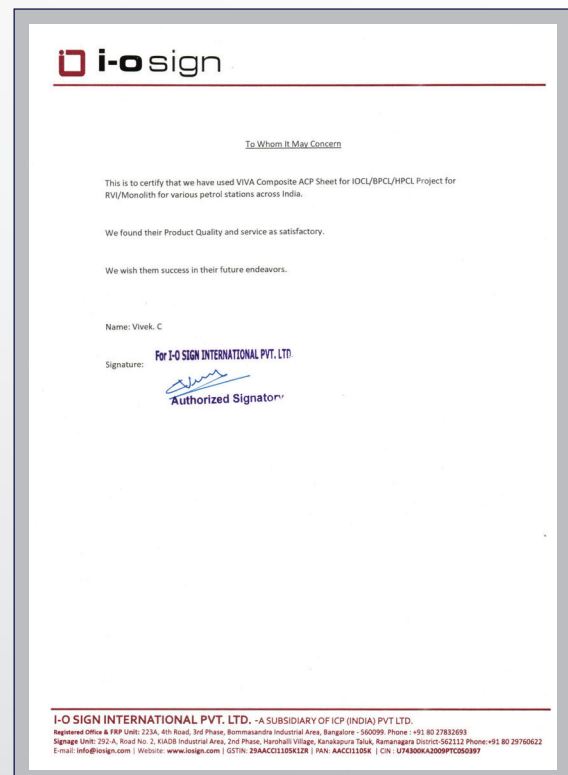 i-o sign
To Whom It May Concern
This is to certify that we have used VIVA Composite ACP Sheet for IOCL/BPCL/HPCL Project for
RVI/Monolith for various petrol stations across India.
We found their Product Quality and service as satisfactory.
We wish them success in their future endeavors.
Name: Vivek. C
For I-O SIGN INTERNATIONAL PVT. LTD.
Signature:
Authorized Signatory
I-O SIGN INTERNATIONAL PVT. LTD. -A SUBSIDIARY OF ICP (INDIA) PVT LTD.
Registered Office & FRP Unit: 223A, 4th Road, 3rd Phase, Bommasandra Industrial Area, Bangalore - 560099. Phone : +91 80 27832693
Signage Unit: 292-A, Road No. 2, KIADB Industrial Area, 2nd Phase, Harohalli Village, Kanakapura Taluk, Ramanagara District-562112 Phone:+91 80 29760622
E-mail: info@iosign.com | Website: www.iosign.com | GSTIN: 29AACCI1105K1ZR | PAN: AACCI1105K | CIN : U74300KA2009PTC050397